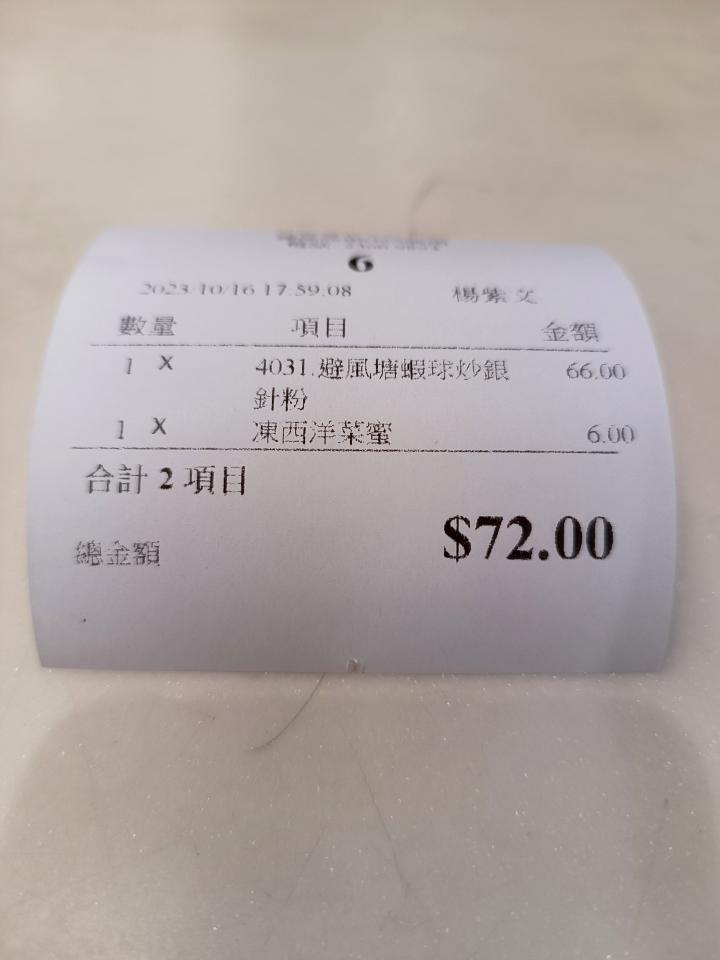 6
2023/10/16 17:59:08 楊紫文
數量 項目 金額
1 X 4031.避風塘蝦球炒銀 66.00
針粉
1 X 凍西洋菜蜜 6.00
合計 2 項目
總金額 $72.00